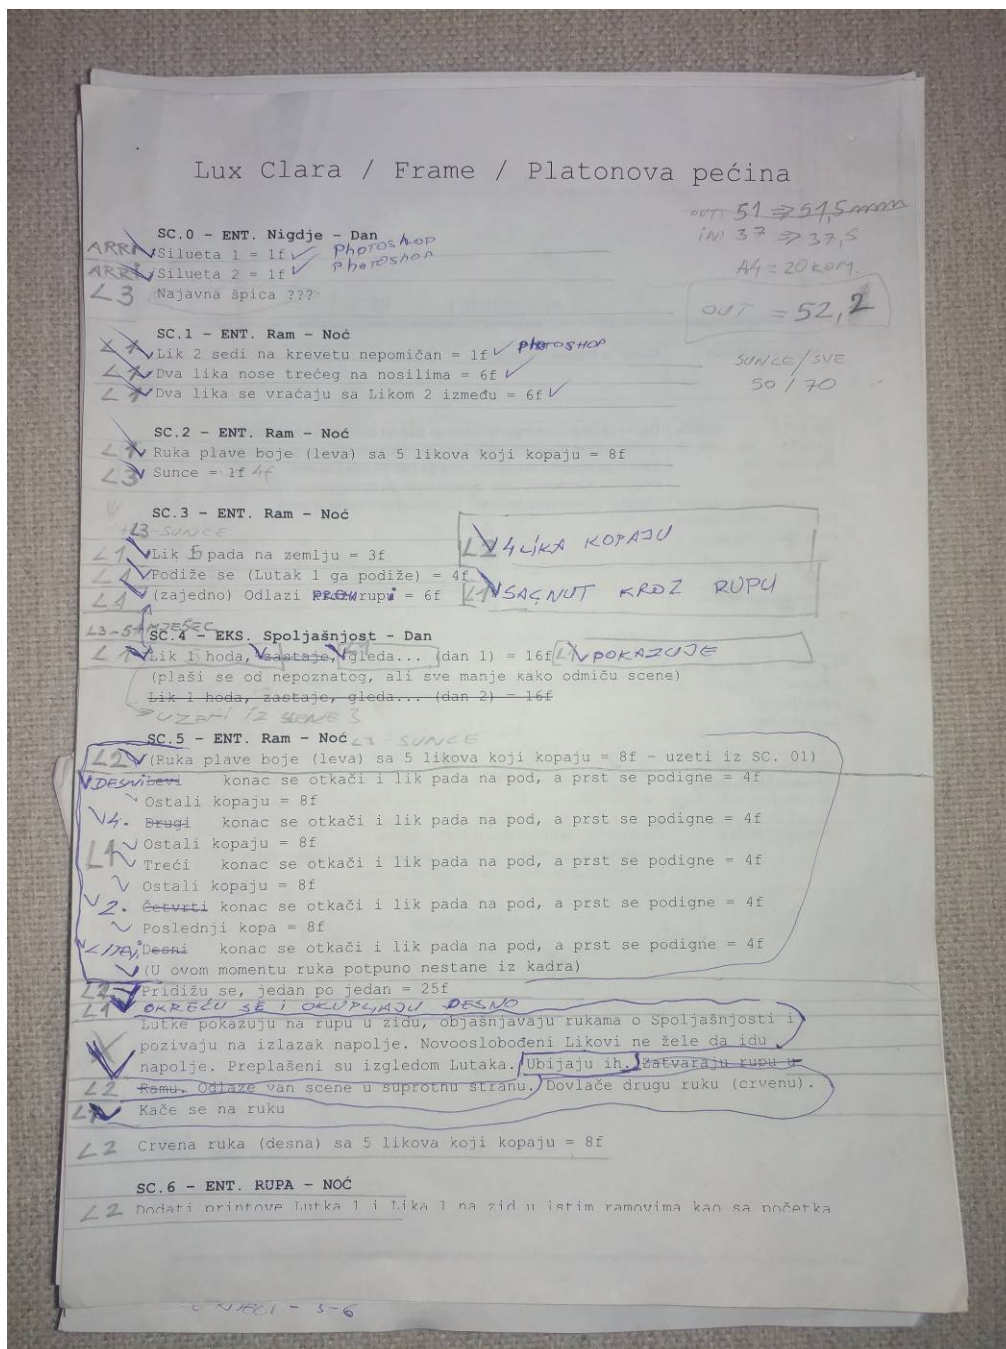 Lux Clara / Frame / Platonova pećina
OUT: 51 => 51,5mm
IN: 37 => 37,5
A4 = 20 KOM.
OUT = 52,2
SUNCE/SVE
50 / 70
SC.0 - ENT. Nigdje - Dan
ARRI Silueta 1 = 1f PHOTOSHOP
ARRI Silueta 2 = 1f PHOTOSHOP
L3 Najavna špica ???
SC.1 - ENT. Ram - Noć
Lik 2 sedi na krevetu nepomičan = 1f PHOTOSHOP
L1 Dva lika nose trećeg na nosilima = 6f
L1 Dva lika se vraćaju sa Likom 2 između = 6f
SC.2 - ENT. Ram - Noć
L1 Ruka plave boje (leva) sa 5 likova koji kopaju = 8f
L3 Sunce = 1f 4f
SC.3 - ENT. Ram - Noć
+L3-SUNCE
L1 Lik 5 pada na zemlju = 3f
L2 4 LIKA KOPAJU
L1 Podiže se (Lutak 1 ga podiže) = 4f
L1 (zajedno) Odlazi rupi = 6f
L1 SAGNUT KROZ RUPU
SC.4 - EKS. Spoljašnjost - Dan
L1 Lik 1 hoda, zastaje, gleda... (dan 1) = 16f L1 POKAZUJE
(plaši se od nepoznatog, ali sve manje kako odmiču scene)
Lik 1 hoda, zastaje, gleda... (dan 2) = 16f
UZETI IZ SCENE 3
SC.5 - ENT. Ram - Noć L3 - SUNCE
L2 (Ruka plave boje (leva) sa 5 likova koji kopaju = 8f - uzeti iz SC. 01)
DESNI Levi konac se otkači i lik pada na pod, a prst se podigne = 4f
Ostali kopaju = 8f
4. Drugi konac se otkači i lik pada na pod, a prst se podigne = 4f
Ostali kopaju = 8f
L1 Treći konac se otkači i lik pada na pod, a prst se podigne = 4f
Ostali kopaju = 8f
2. Četvrti konac se otkači i lik pada na pod, a prst se podigne = 4f
Poslednji kopa = 8f
Desni konac se otkači i lik pada na pod, a prst se podigne = 4f
(U ovom momentu ruka potpuno nestane iz kadra)
Pridižu se, jedan po jedan = 25f
L1 OKREĆU SE I OKUPLJAJU DESNO
Lutke pokazuju na rupu u zidu, objašnjavaju rukama o Spoljašnjosti i
pozivaju na izlazak napolje. Novooslobođeni Likovi ne žele da idu
napolje. Preplašeni su izgledom Lutaka. Ubijaju ih. Zatvaraju rupu u
L2 Ramu. Odlaze van scene u suprotnu stranu. Dovlače drugu ruku (crvenu).
Kače se na ruku
L2 Crvena ruka (desna) sa 5 likova koji kopaju = 8f
SC.6 - ENT. RUPA - NOĆ
L2 Dodati printove Lutka 1 i Lika 1 na zid u istim ramovima kao sa početka
- 5-6